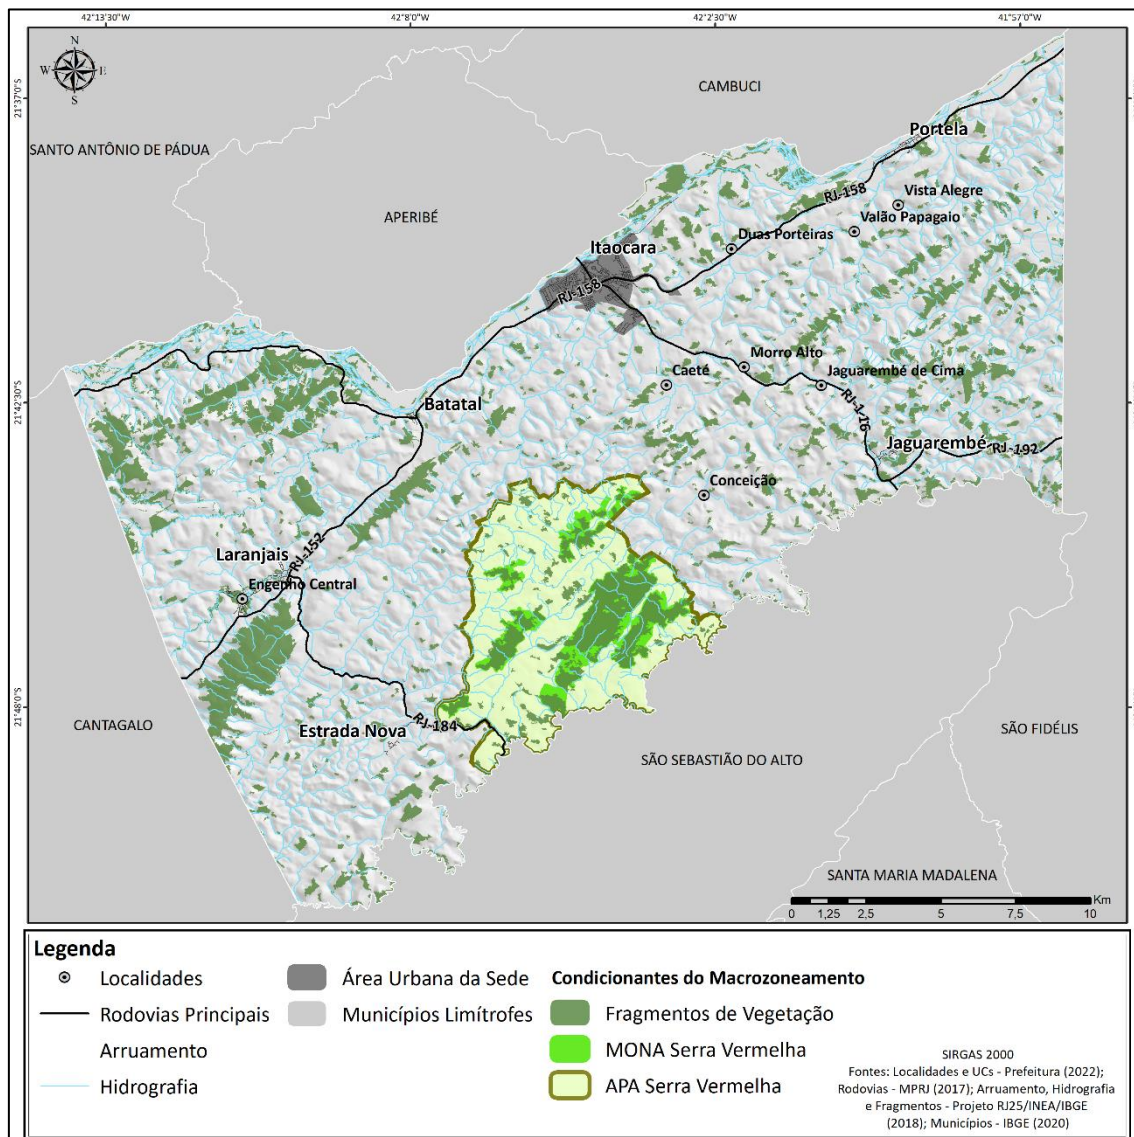 42°13'30"W
42°8'0"W
42°2'30"W
41°57'0"W
N
W
E
S
21°37'0"S
21°42'30"S
21°48'0"S
CAMBUCI
SANTO ANTÔNIO DE PÁDUA
APERIBÉ
Portela
RJ-158
Vista Alegre
Valão Papagaio
Duas Porteiras
Itaocara
RJ-158
Morro Alto
Caeté
Jaguarembé de Cima
Batatal
RJ-1-16
Jaguarembé
RJ-192
Conceição
Laranjais
RJ-152
Engenho Central
CANTAGALO
Estrada Nova
RJ-184
SÃO FIDÉLIS
SÃO SEBASTIÃO DO ALTO
SANTA MARIA MADALENA
Km
0 1,25 2,5 5 7,5 10
Legenda
Localidades
Rodovias Principais
Arruamento
Hidrografia
Área Urbana da Sede
Municípios Limítrofes
Condicionantes do Macrozoneamento
Fragmentos de Vegetação
MONA Serra Vermelha
APA Serra Vermelha
SIRGAS 2000
Fontes: Localidades e UCs - Prefeitura (2022);
Rodovias - MPRJ (2017); Arruamento, Hidrografia
e Fragmentos - Projeto RJ25/INEA/IBGE
(2018); Municípios - IBGE (2020)